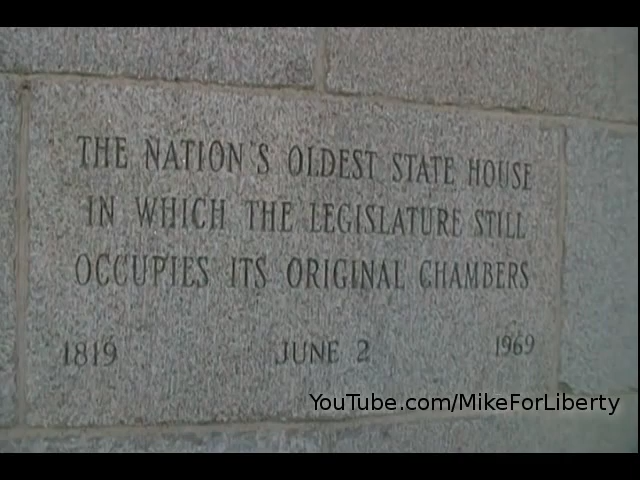 THE NATION'S OLDEST STATE HOUSE
IN WHICH THE LEGISLATURE STILL
OCCUPIES ITS ORIGINAL CHAMBERS
1819 JUNE 2 1969
YouTube.com/MikeForLiberty